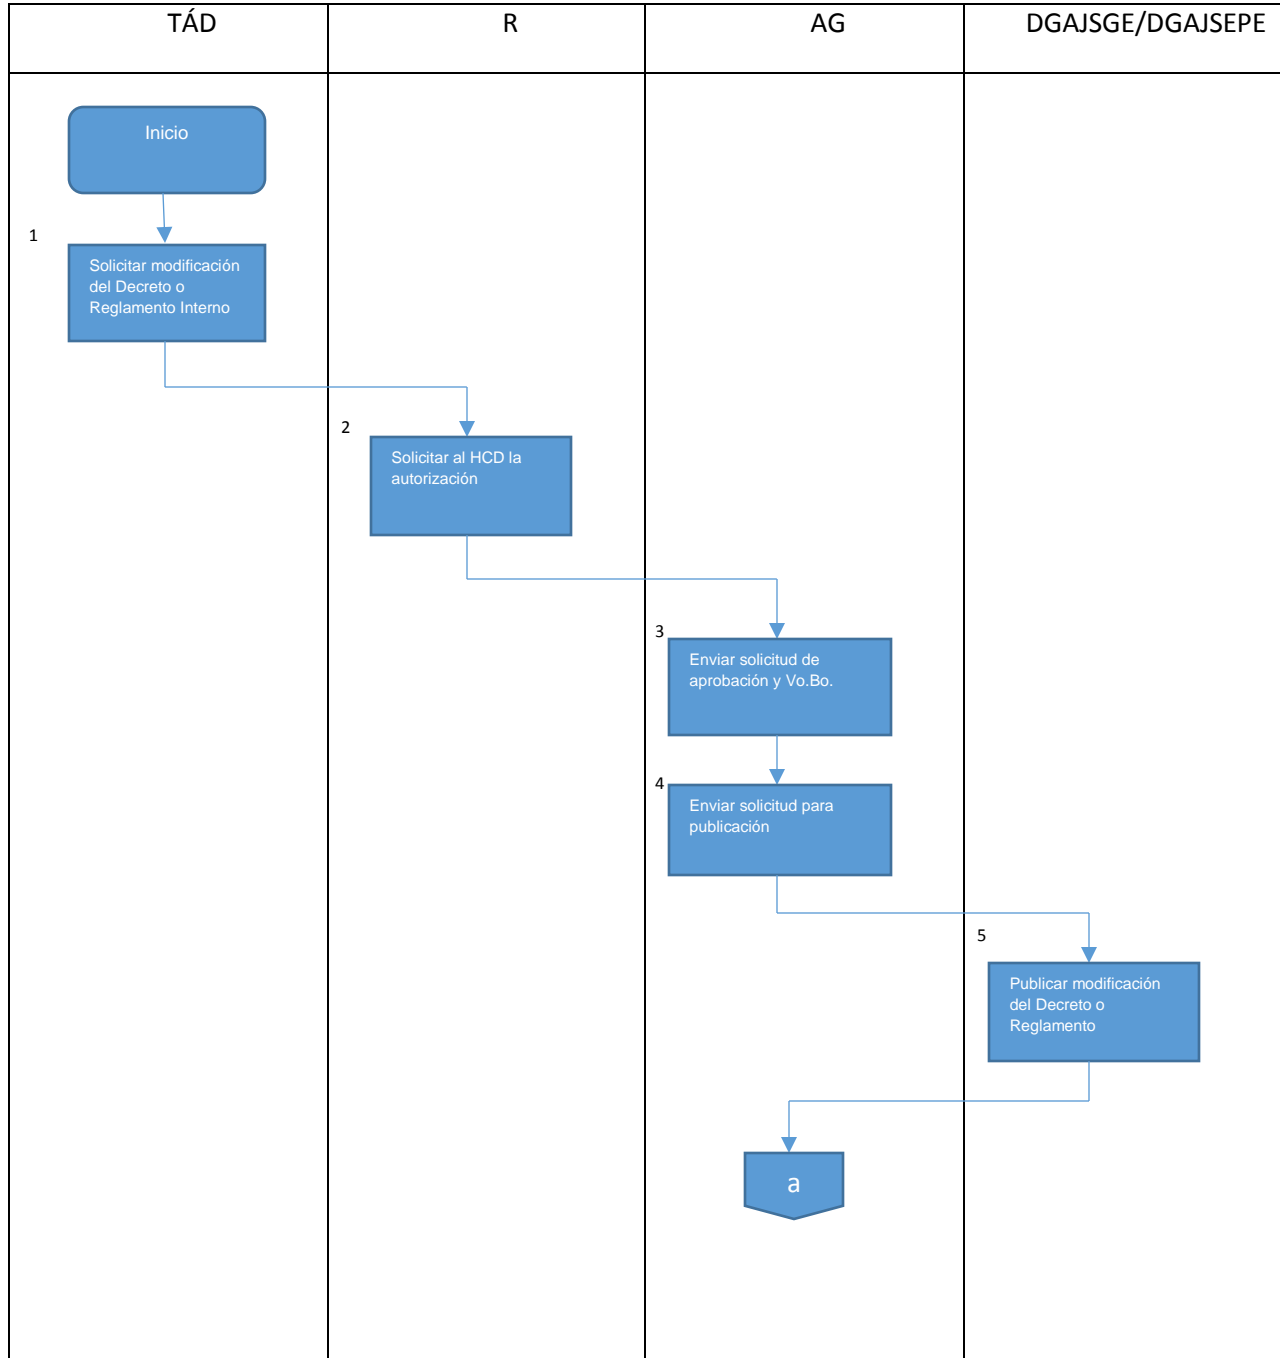 TÁD
R
AG
DGAJSGE/DGAJSEPE
Inicio
1
Solicitar modificación
del Decreto o
Reglamento Interno
2
Solicitar al HCD la
autorización
3
Enviar solicitud de
aprobación y Vo.Bo.
4
Enviar solicitud para
publicación
5
Publicar modificación
del Decreto o
Reglamento
a